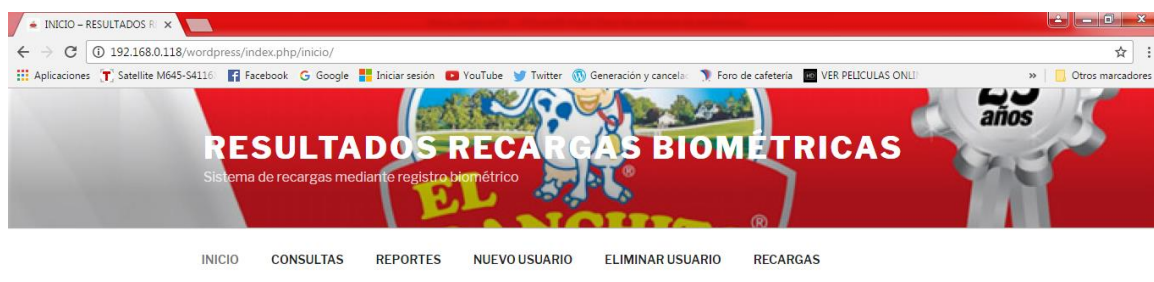 INICIO – RESULTADOS R
192.168.0.118/wordpress/index.php/inicio/
Aplicaciones Satellite M645-S4116 Facebook Google Iniciar sesión YouTube Twitter Generación y cancela Foro de cafeteria VER PELICULAS ONLI » Otros marcadores
años
RESULTADOS RECARGAS BIOMÉTRICAS
Sistema de recargas mediante registro biométrico
EL
®
INICIO CONSULTAS REPORTES NUEVO USUARIO ELIMINAR USUARIO RECARGAS